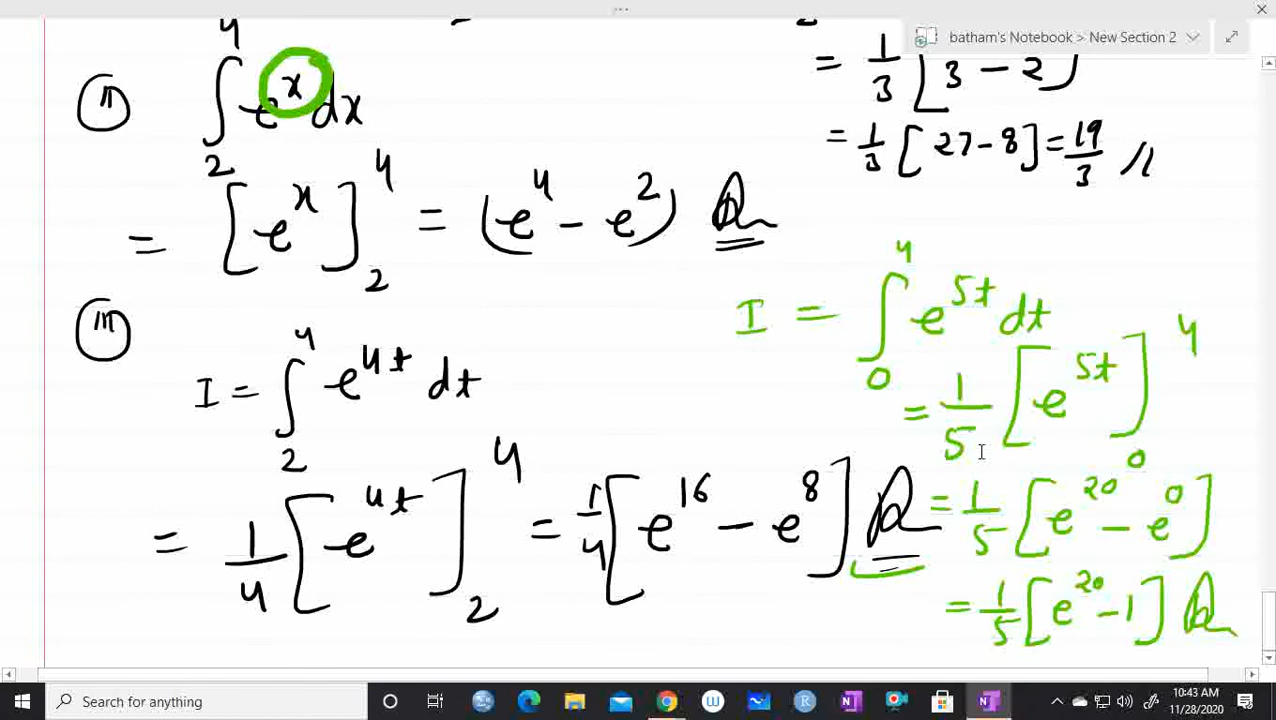 batham's Notebook > New Section 2
(ii) ∫₂⁴ eˣ dx
= [eˣ]₂⁴ = (e⁴ − e²)
= 1/3 [3 − 2]
= 1/3 [27 − 8] = 19/3 //
(iii)
I = ∫₂⁴ e⁴ᵗ dt
= 1/4 [e⁴ᵗ]₂⁴ = 1/4 [e¹⁶ − e⁸]
I = ∫₀⁴ e⁵ᵗ dt
= 1/5 [e⁵ᵗ]₀⁴
= 1/5 [e²⁰ − e⁰]
= 1/5 [e²⁰ − 1]
Search for anything
10:43 AM
11/28/2020